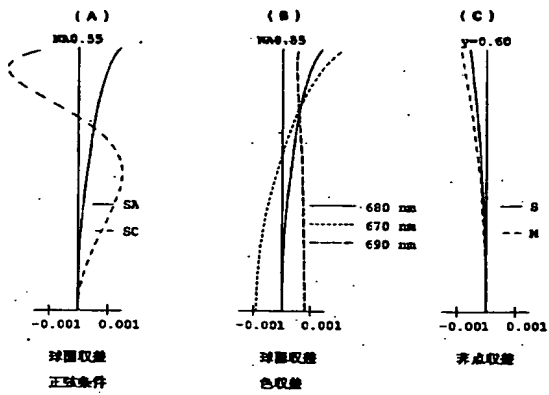 (A)
NA0.55
SA
SC
-0.001 0.001
球面収差
正弦条件
(B)
680 nm
670 nm
690 nm
-0.001 0.001
球面収差
色収差
(C)
y=0.60
S
M
-0.001 0.001
非点収差